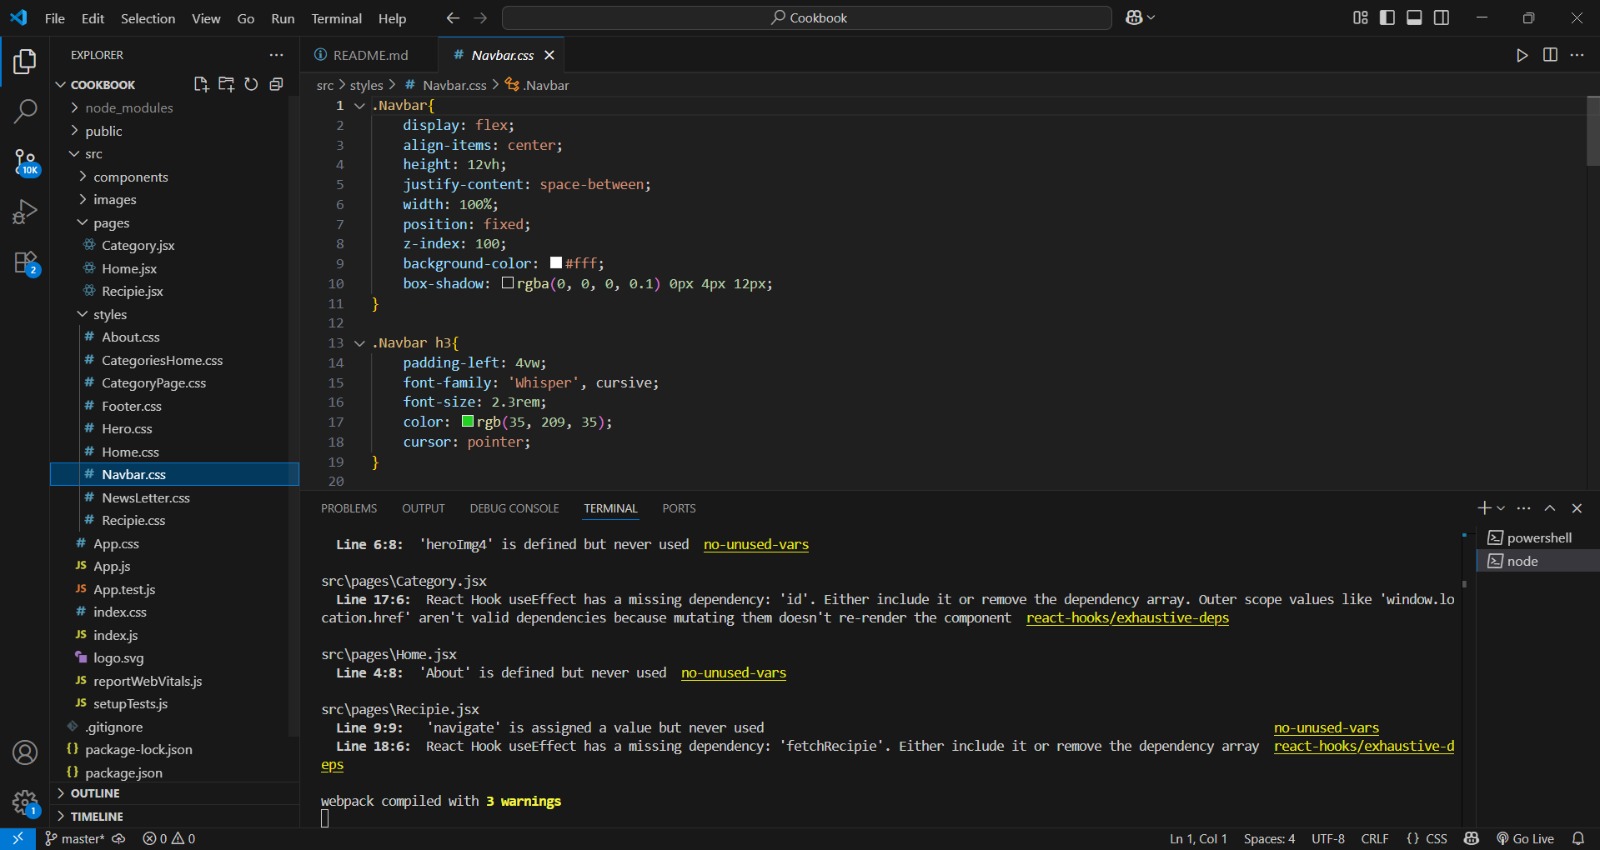 File Edit Selection View Go Run Terminal Help
Cookbook
EXPLORER
COOKBOOK
node_modules
public
src
components
images
pages
Category.jsx
Home.jsx
Recipie.jsx
styles
About.css
CategoriesHome.css
CategoryPage.css
Footer.css
Hero.css
Home.css
Navbar.css
NewsLetter.css
Recipie.css
App.css
App.js
App.test.js
index.css
index.js
logo.svg
reportWebVitals.js
setupTests.js
.gitignore
package-lock.json
package.json
OUTLINE
TIMELINE
10K
2
1
README.md
Navbar.css
src > styles > # Navbar.css > .Navbar
1 .Navbar{
2 display: flex;
3 align-items: center;
4 height: 12vh;
5 justify-content: space-between;
6 width: 100%;
7 position: fixed;
8 z-index: 100;
9 background-color: #fff;
10 box-shadow: rgba(0, 0, 0, 0.1) 0px 4px 12px;
11 }
12
13 .Navbar h3{
14 padding-left: 4vw;
15 font-family: 'Whisper', cursive;
16 font-size: 2.3rem;
17 color: rgb(35, 209, 35);
18 cursor: pointer;
19 }
20
PROBLEMS OUTPUT DEBUG CONSOLE TERMINAL PORTS
powershell
node
Line 6:8: 'heroImg4' is defined but never used no-unused-vars
src\pages\Category.jsx
Line 17:6: React Hook useEffect has a missing dependency: 'id'. Either include it or remove the dependency array. Outer scope values like 'window.lo
cation.href' aren't valid dependencies because mutating them doesn't re-render the component react-hooks/exhaustive-deps
src\pages\Home.jsx
Line 4:8: 'About' is defined but never used no-unused-vars
src\pages\Recipie.jsx
Line 9:9: 'navigate' is assigned a value but never used no-unused-vars
Line 18:6: React Hook useEffect has a missing dependency: 'fetchRecipie'. Either include it or remove the dependency array react-hooks/exhaustive-d
eps
webpack compiled with 3 warnings
master* 0 0 Ln 1, Col 1 Spaces: 4 UTF-8 CRLF {} CSS Go Live